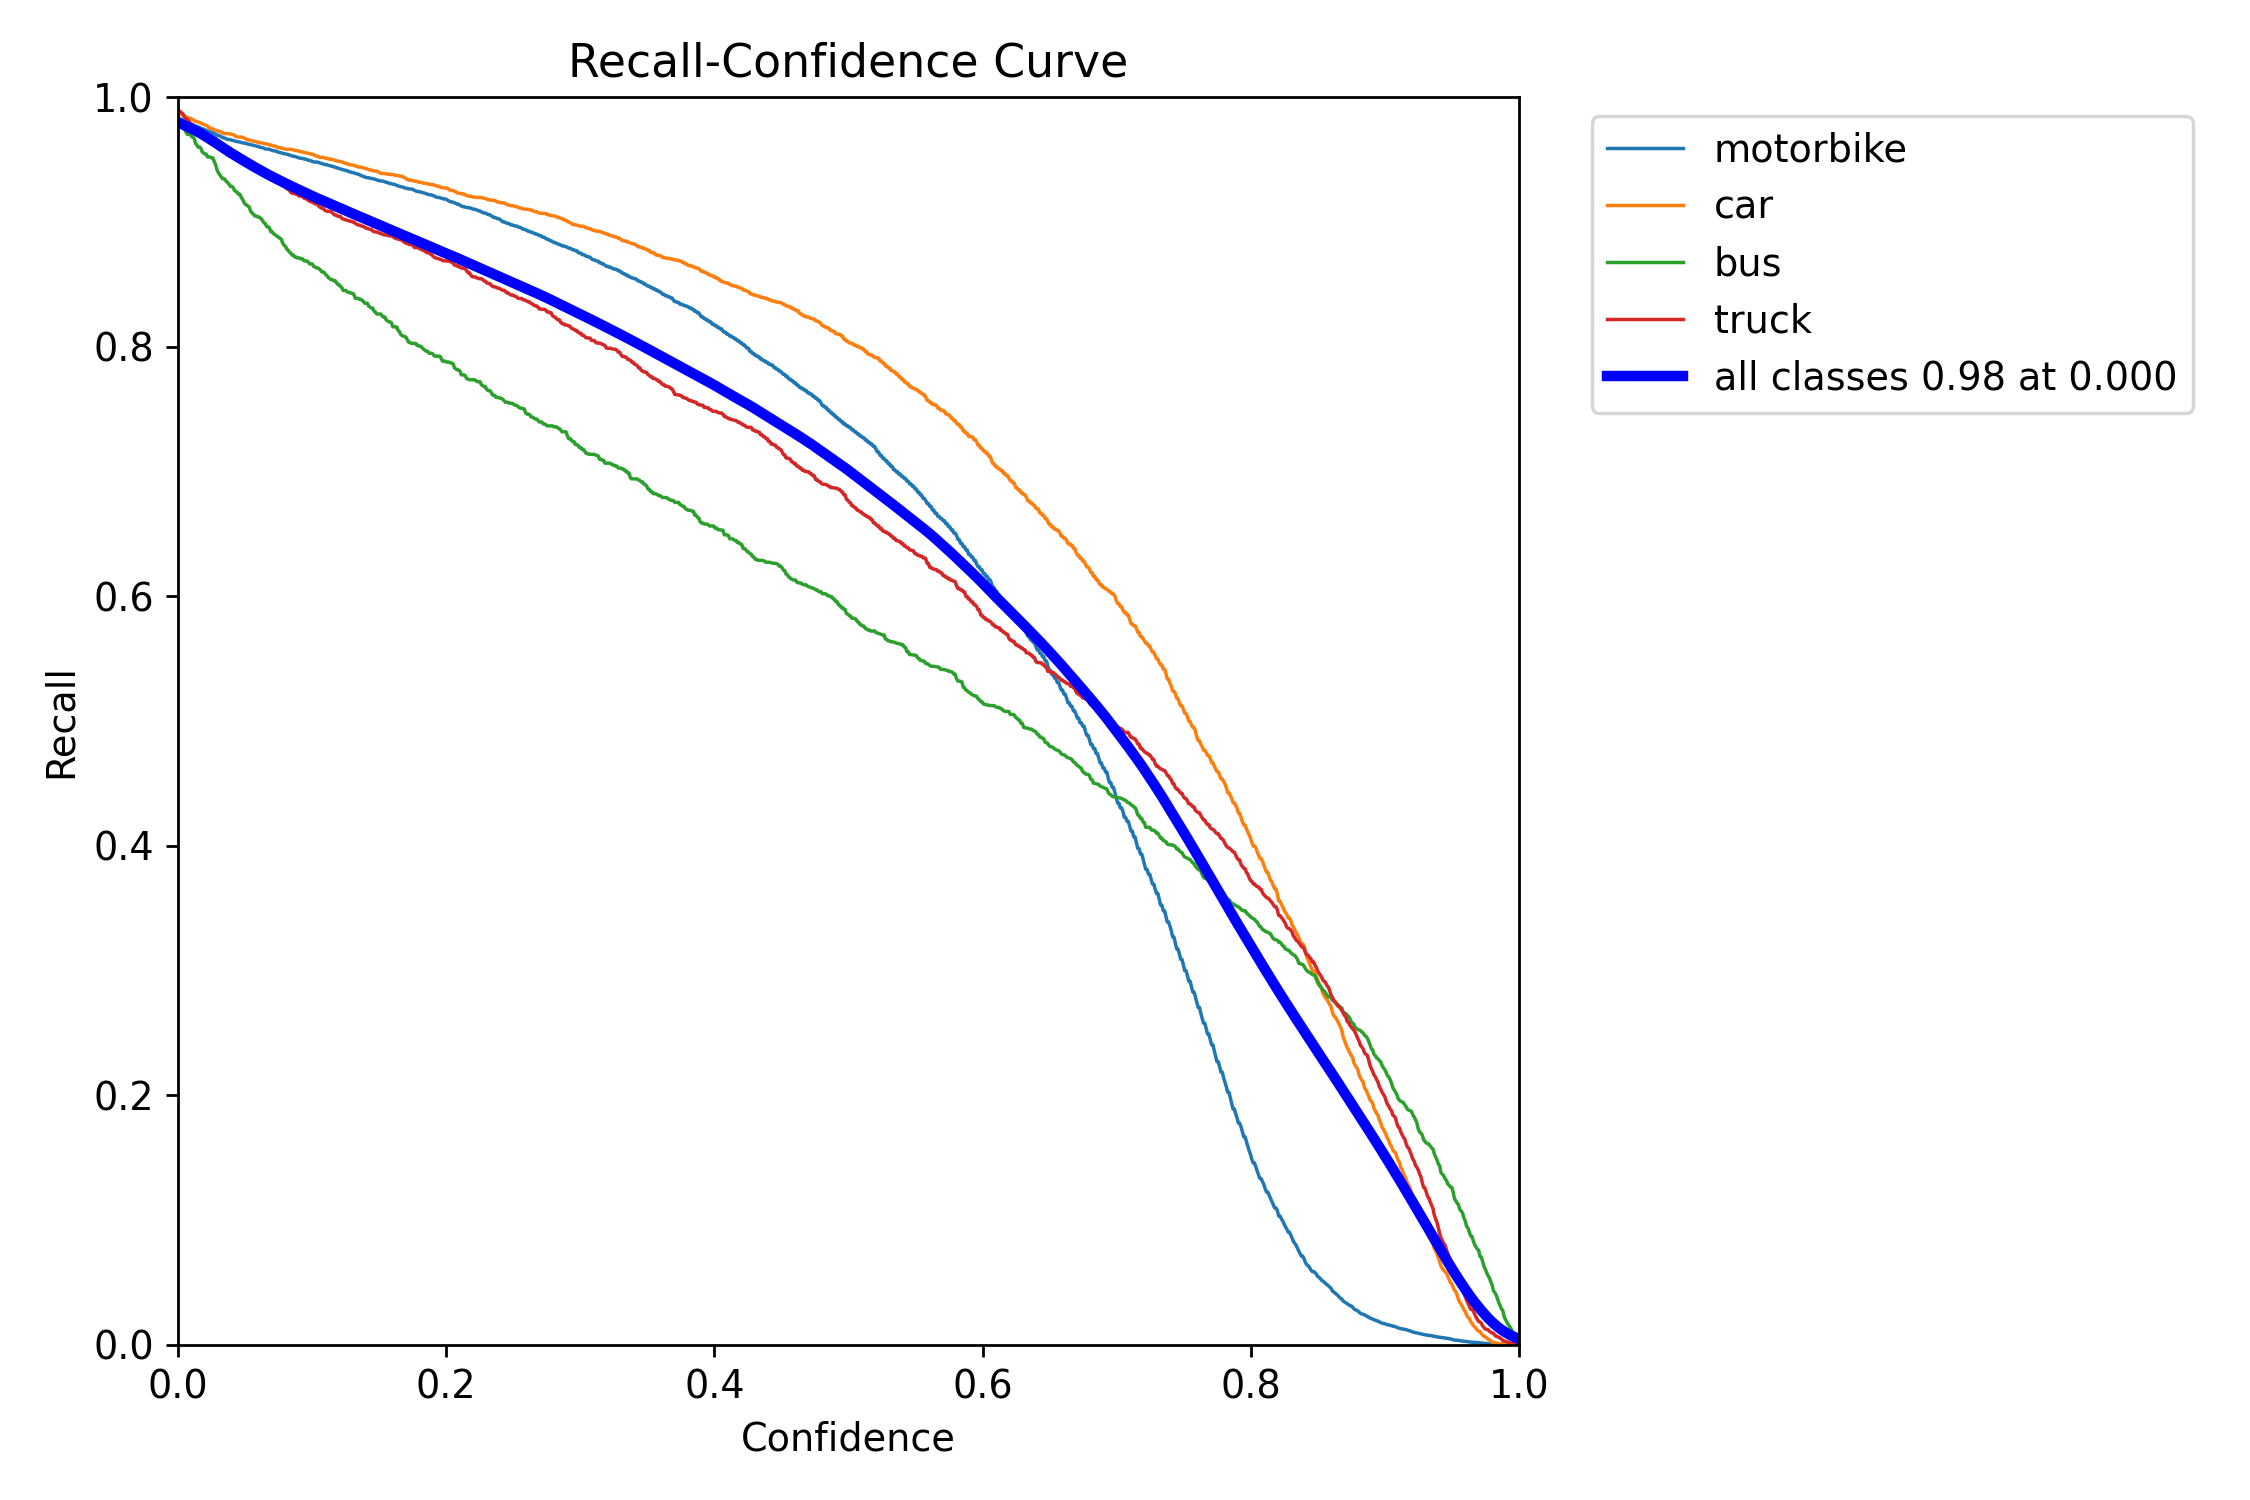 Recall-Confidence Curve
1.0
0.8
0.6
0.4
0.2
0.0
Recall
0.0 0.2 0.4 0.6 0.8 1.0
Confidence
motorbike
car
bus
truck
all classes 0.98 at 0.000